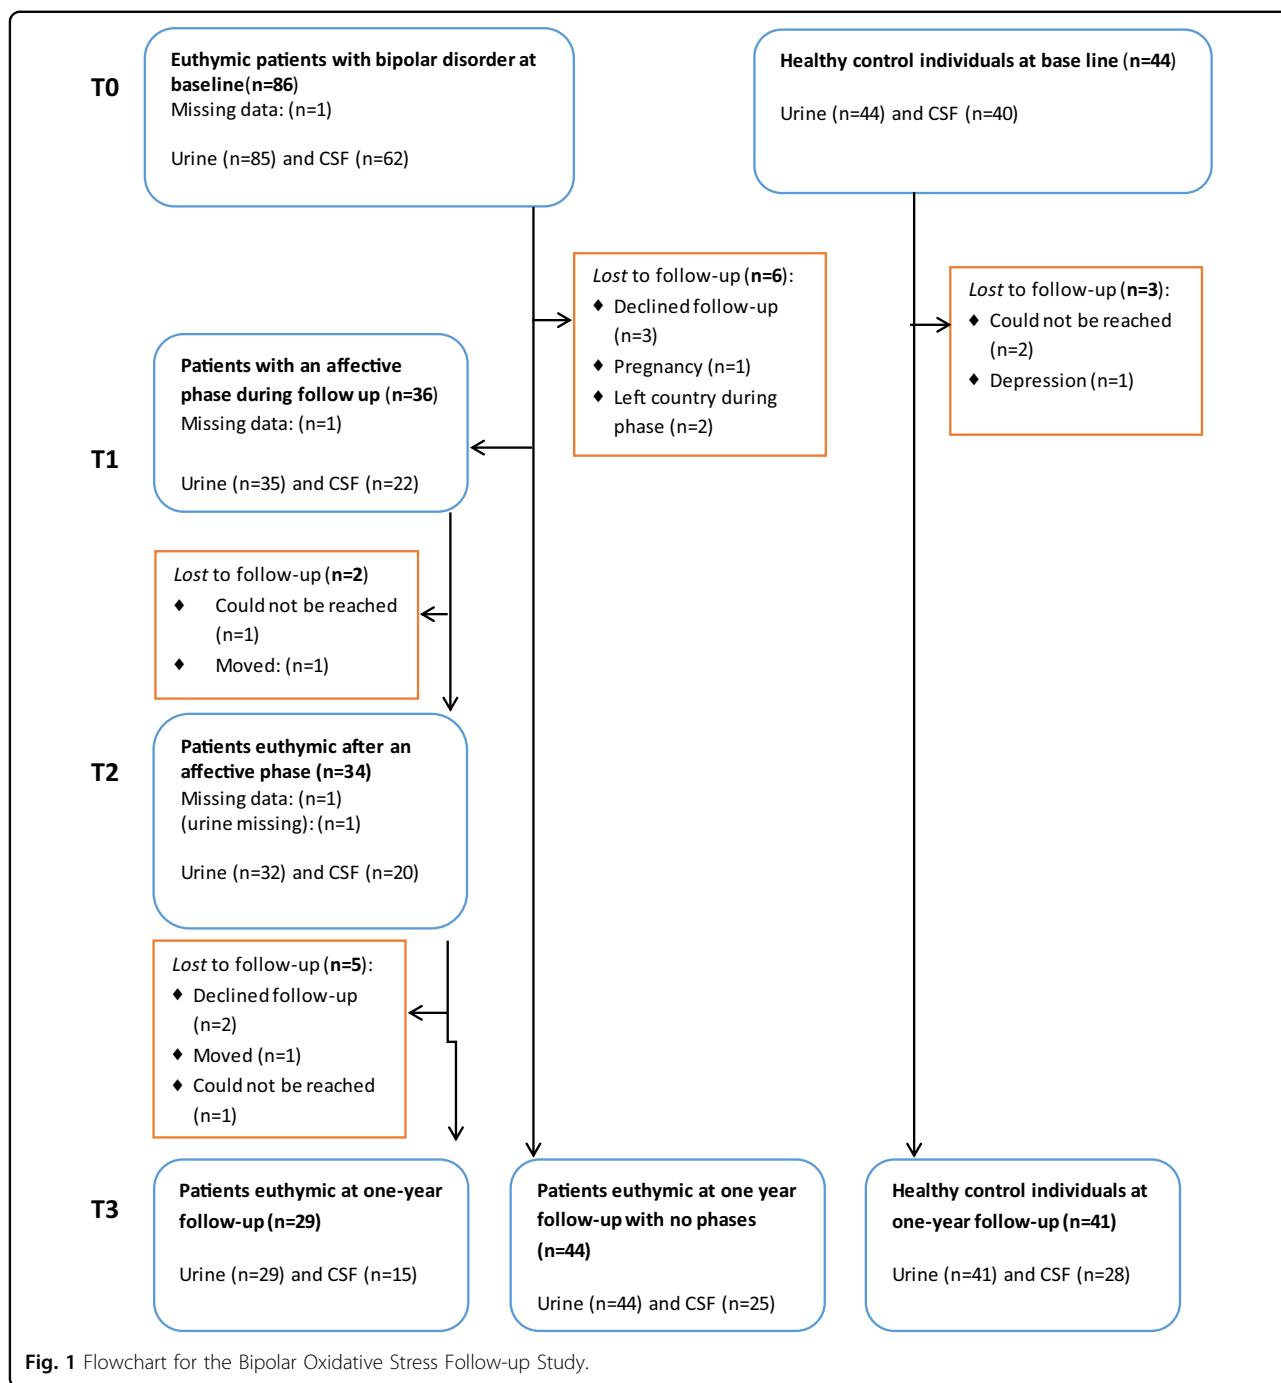 T0
Euthymic patients with bipolar disorder at
baseline(n=86)
Missing data: (n=1)
Urine (n=85) and CSF (n=62)
Healthy control individuals at base line (n=44)
Urine (n=44) and CSF (n=40)
Lost to follow-up (n=6):
♦ Declined follow-up
(n=3)
♦ Pregnancy (n=1)
♦ Left country during
phase (n=2)
Lost to follow-up (n=3):
♦ Could not be reached
(n=2)
♦ Depression (n=1)
T1
Patients with an affective
phase during follow up (n=36)
Missing data: (n=1)
Urine (n=35) and CSF (n=22)
Lost to follow-up (n=2)
♦ Could not be reached
(n=1)
♦ Moved: (n=1)
T2
Patients euthymic after an
affective phase (n=34)
Missing data: (n=1)
(urine missing): (n=1)
Urine (n=32) and CSF (n=20)
Lost to follow-up (n=5):
♦ Declined follow-up
(n=2)
♦ Moved (n=1)
♦ Could not be reached
(n=1)
T3
Patients euthymic at one-year
follow-up (n=29)
Urine (n=29) and CSF (n=15)
Patients euthymic at one year
follow-up with no phases
(n=44)
Urine (n=44) and CSF (n=25)
Healthy control individuals at
one-year follow-up (n=41)
Urine (n=41) and CSF (n=28)
Fig. 1 Flowchart for the Bipolar Oxidative Stress Follow-up Study.